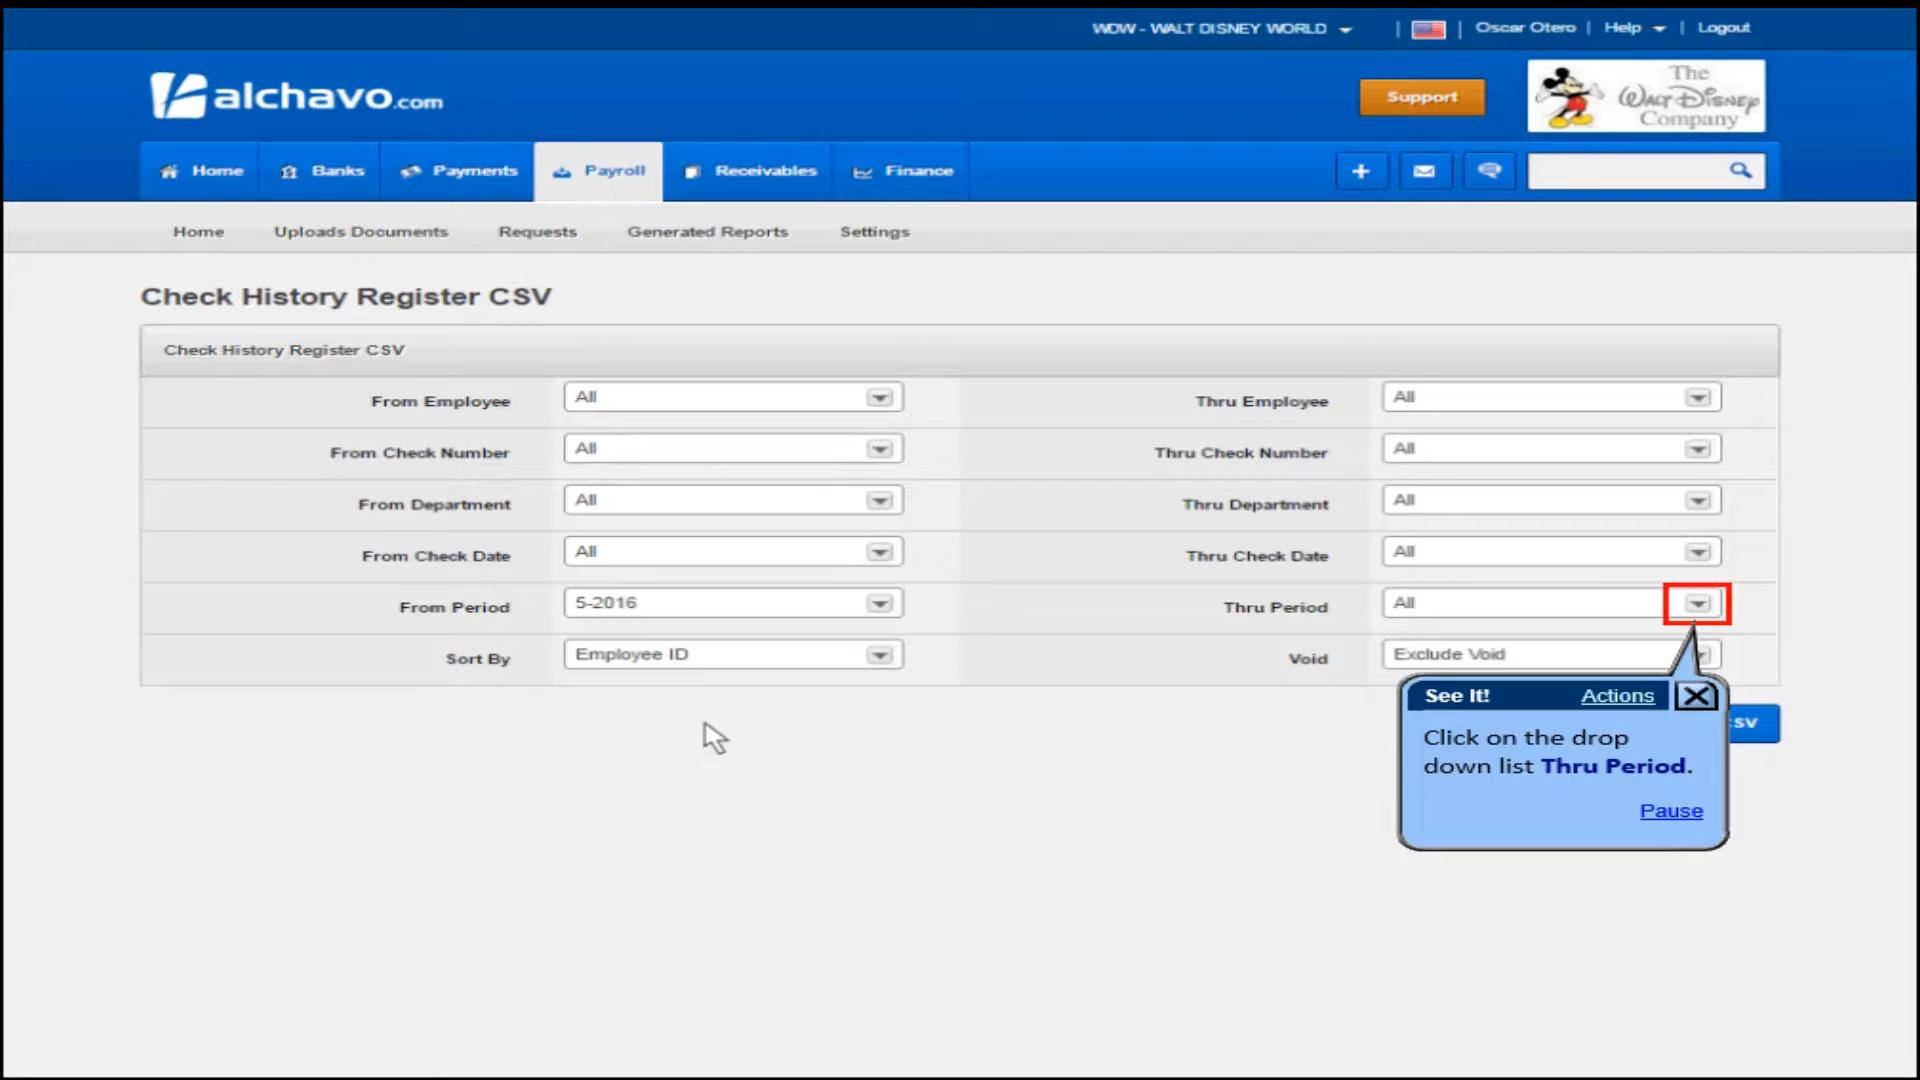 WDW - WALT DISNEY WORLD | | Oscar Otero | Help | Logout
alchavo.com
Support
The
Walt Disney
Company
Home Banks Payments Payroll Receivables Finance
Home Uploads Documents Requests Generated Reports Settings
Check History Register CSV
Check History Register CSV
From Employee All Thru Employee All
From Check Number All Thru Check Number All
From Department All Thru Department All
From Check Date All Thru Check Date All
From Period 5-2016 Thru Period All
Sort By Employee ID Void Exclude Void
See It! Actions
Click on the drop
down list Thru Period.
Pause